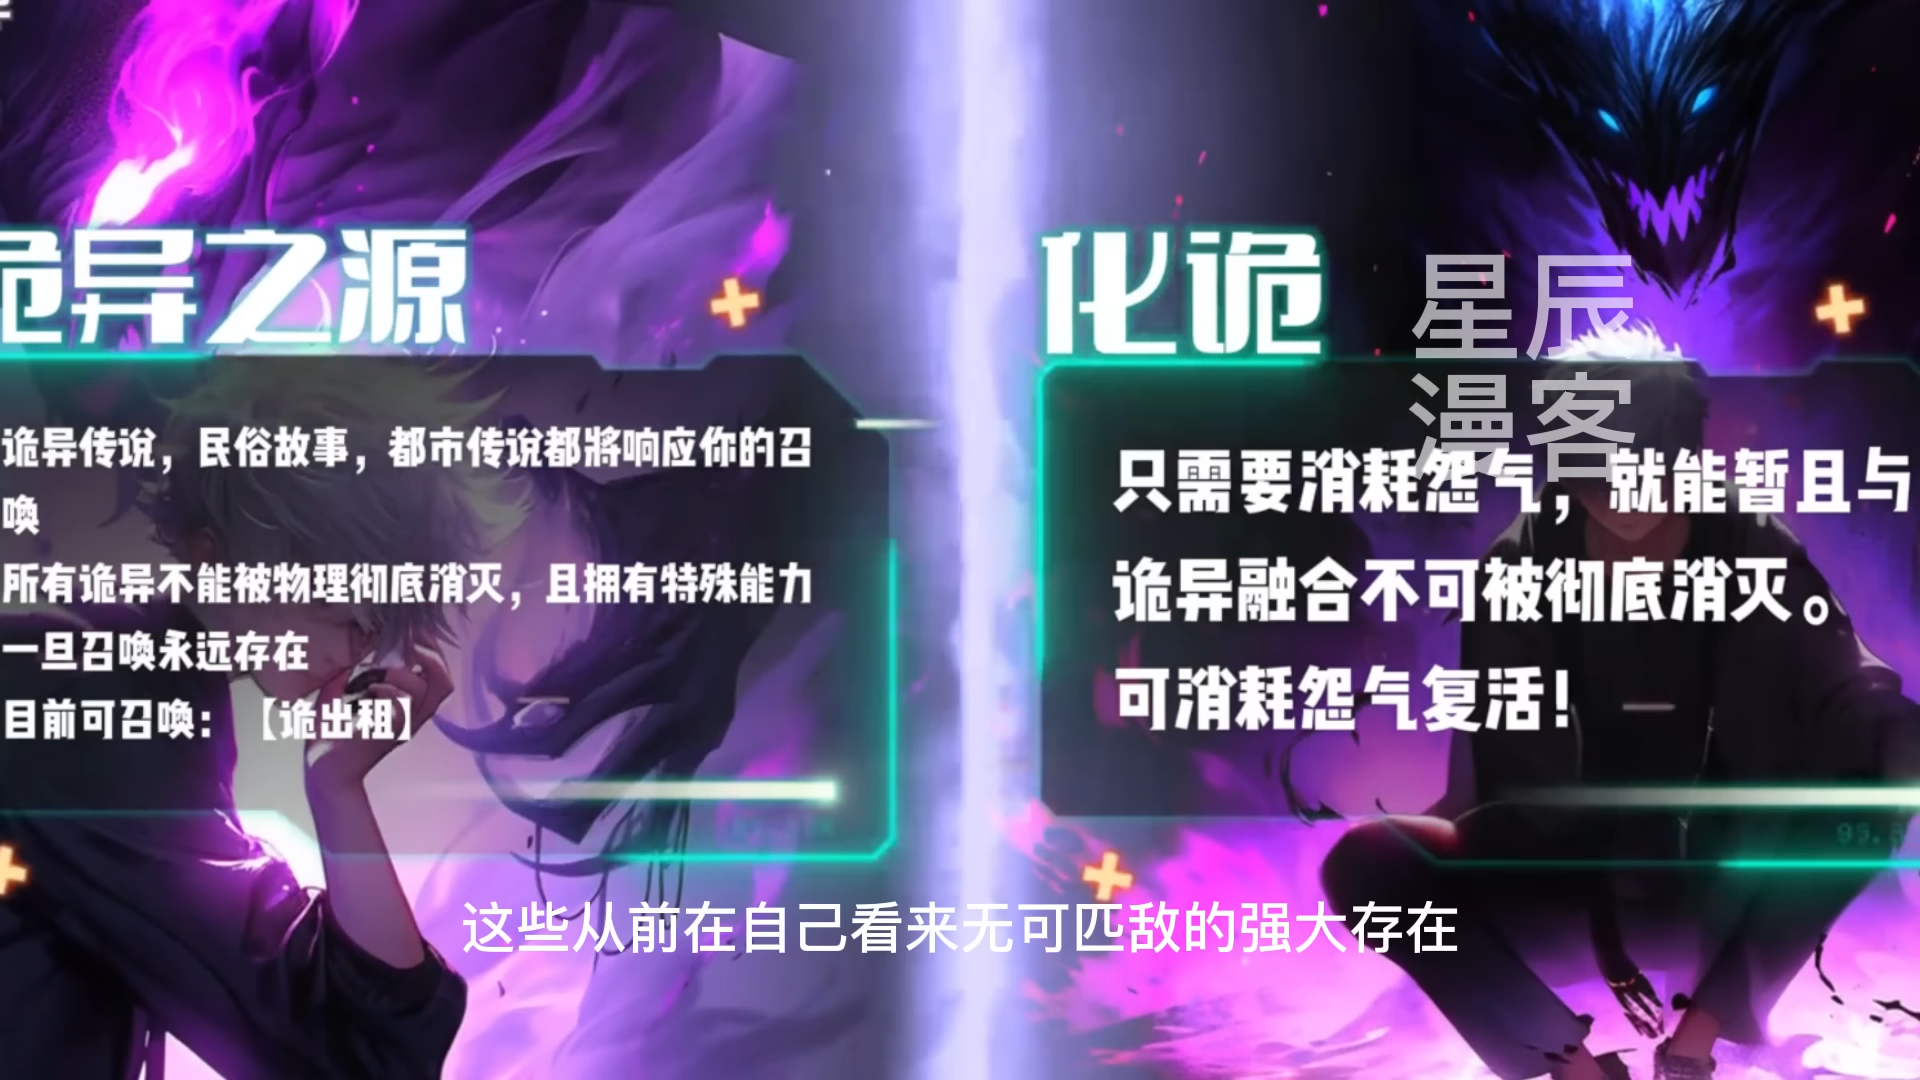 诡异之源
诡异传说，民俗故事，都市传说都將响应你的召
唤
所有诡异不能被物理彻底消灭，且拥有特殊能力
一旦召唤永远存在
目前可召唤：【诡出租】
化诡
星辰
漫客
只需要消耗怨气，就能暂且与
诡异融合不可被彻底消灭。
可消耗怨气复活！
这些从前在自己看来无可匹敌的强大存在